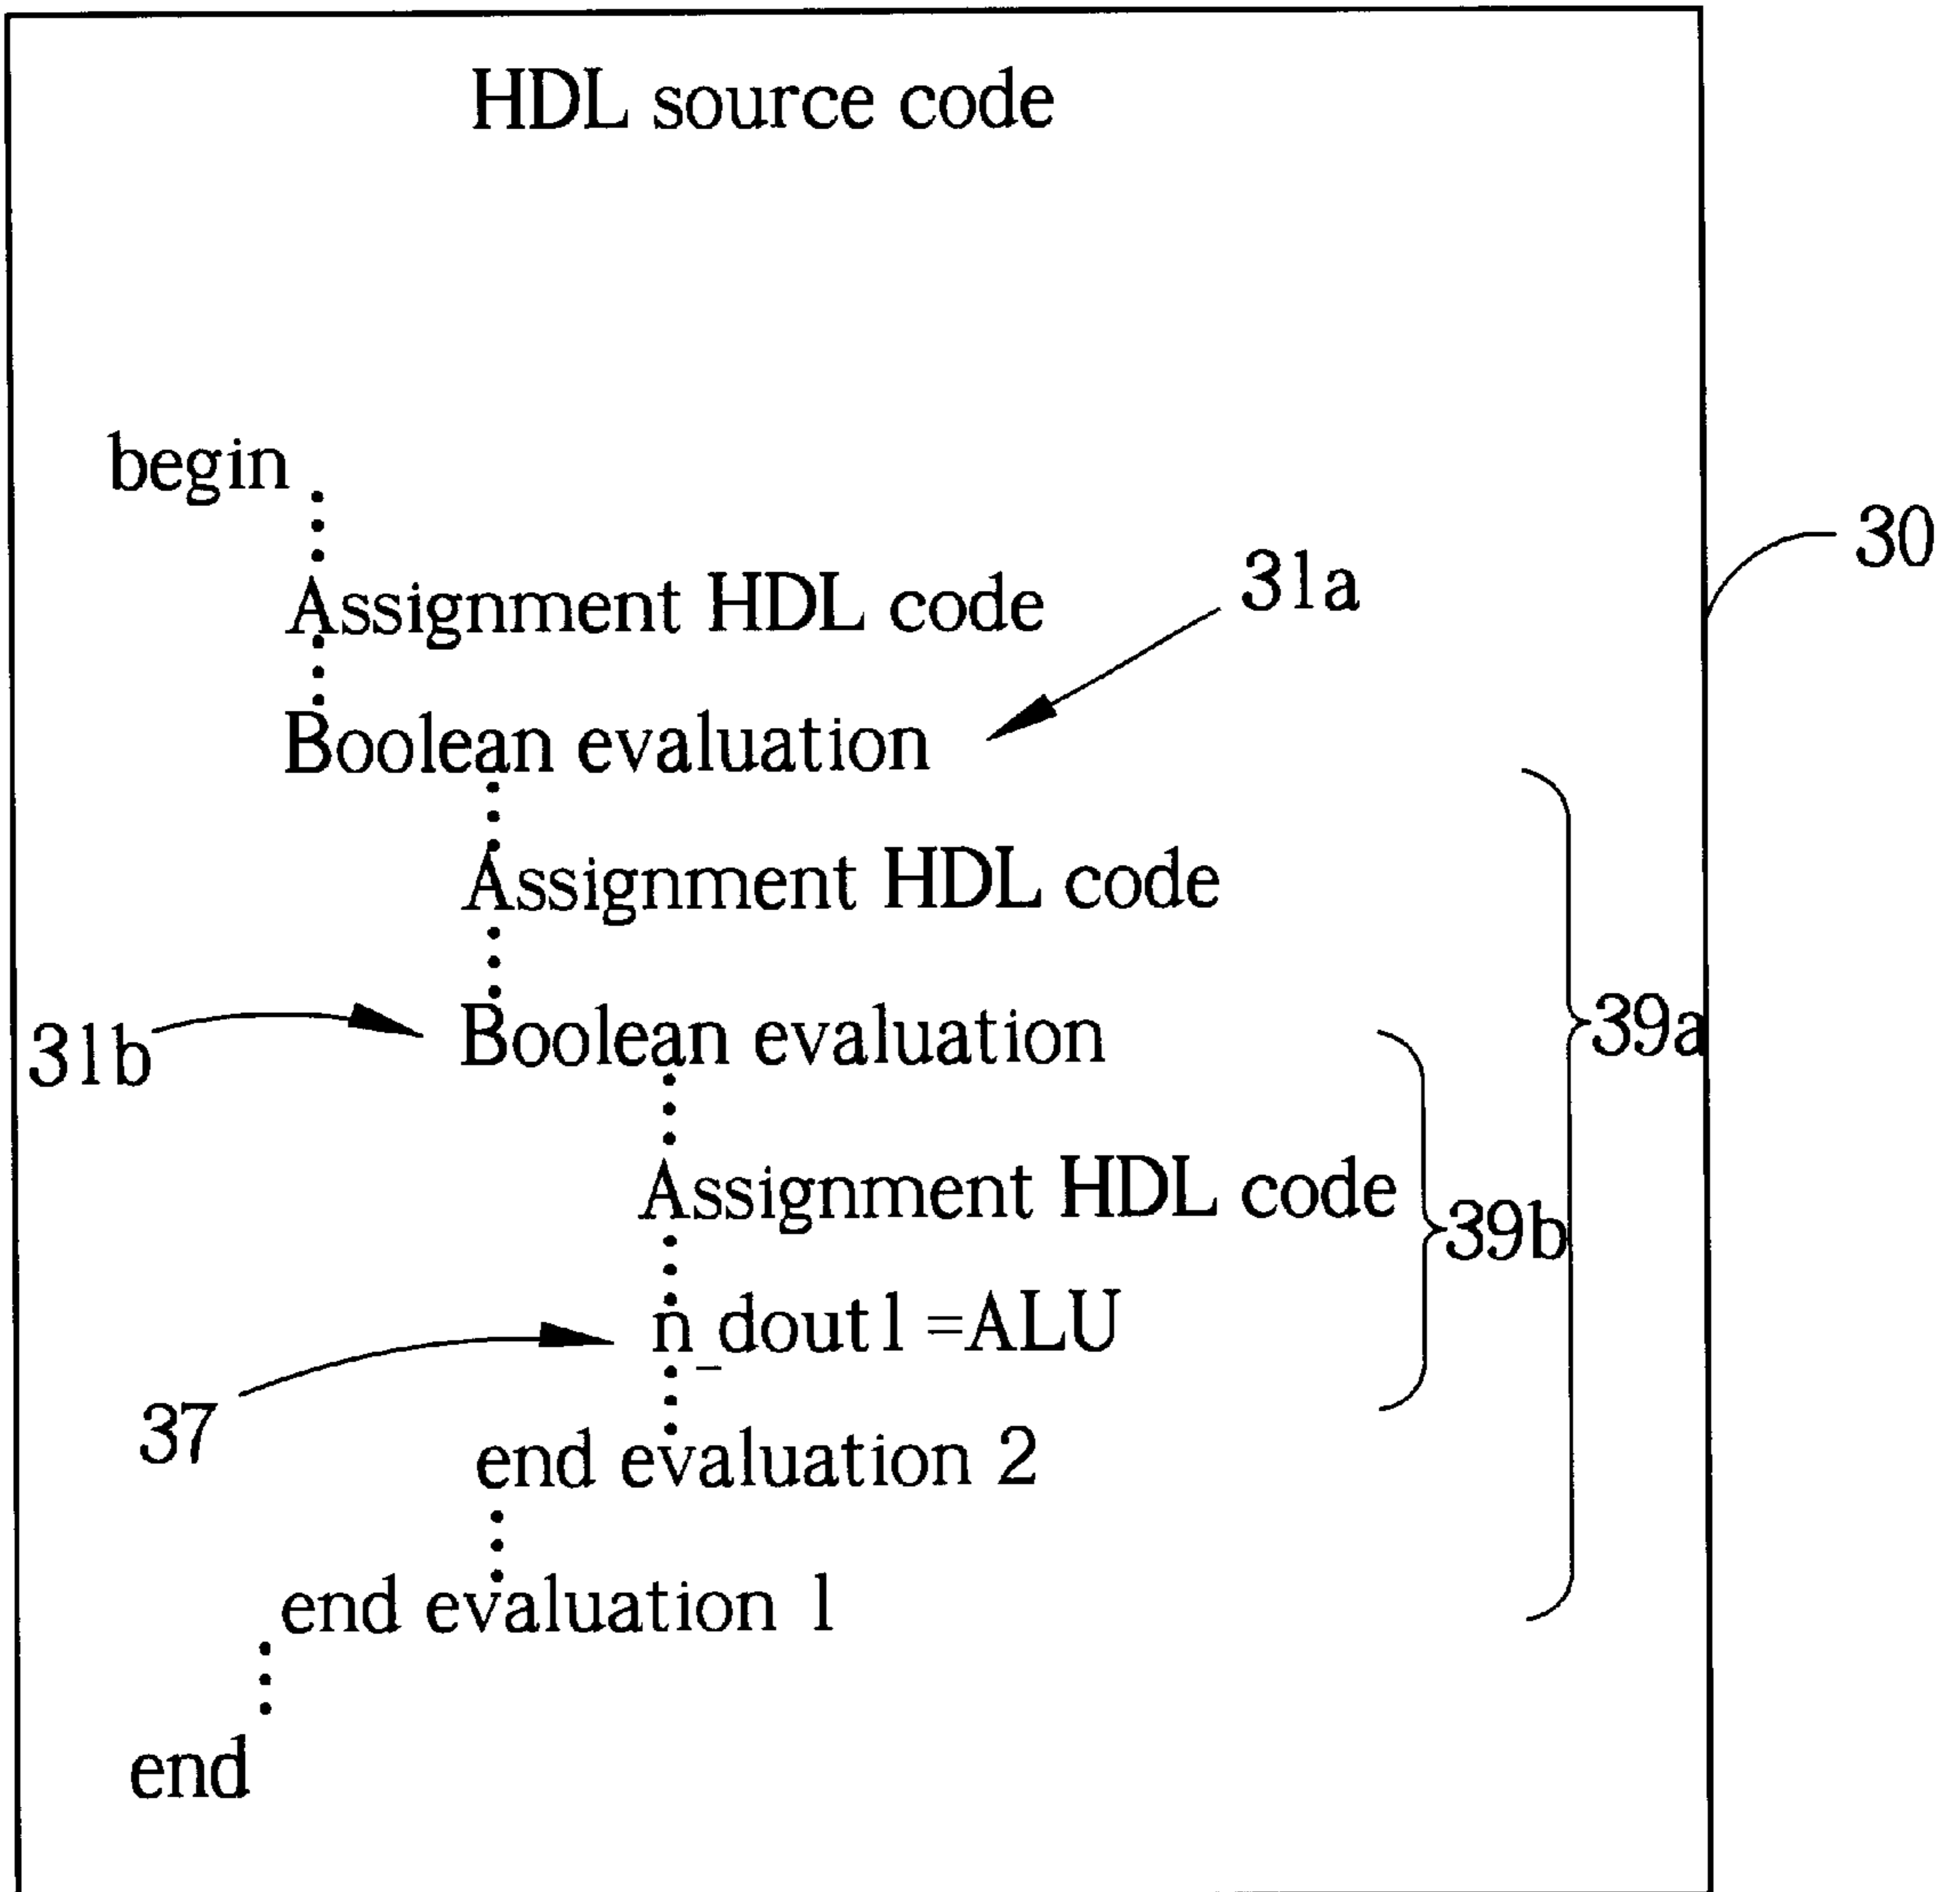 HDL source code
begin
30
Assignment HDL code
31a
Boolean evaluation
Assignment HDL code
31b
Boolean evaluation
39a
Assignment HDL code
39b
n_dout1 =ALU
37
end evaluation 2
end evaluation 1
end